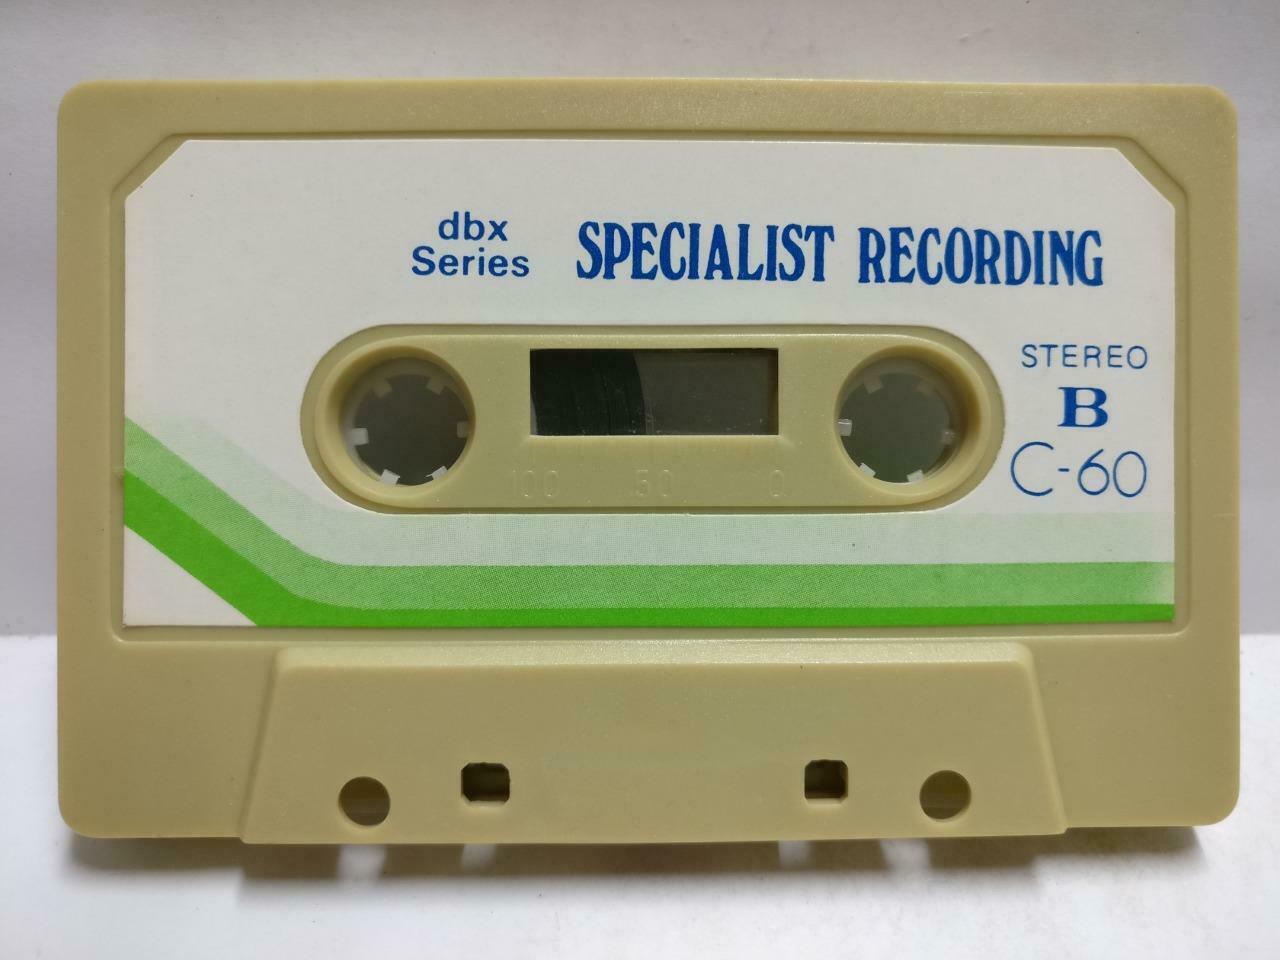 dbx
Series
SPECIALIST RECORDING
STEREO
B
C-60
100 50 0